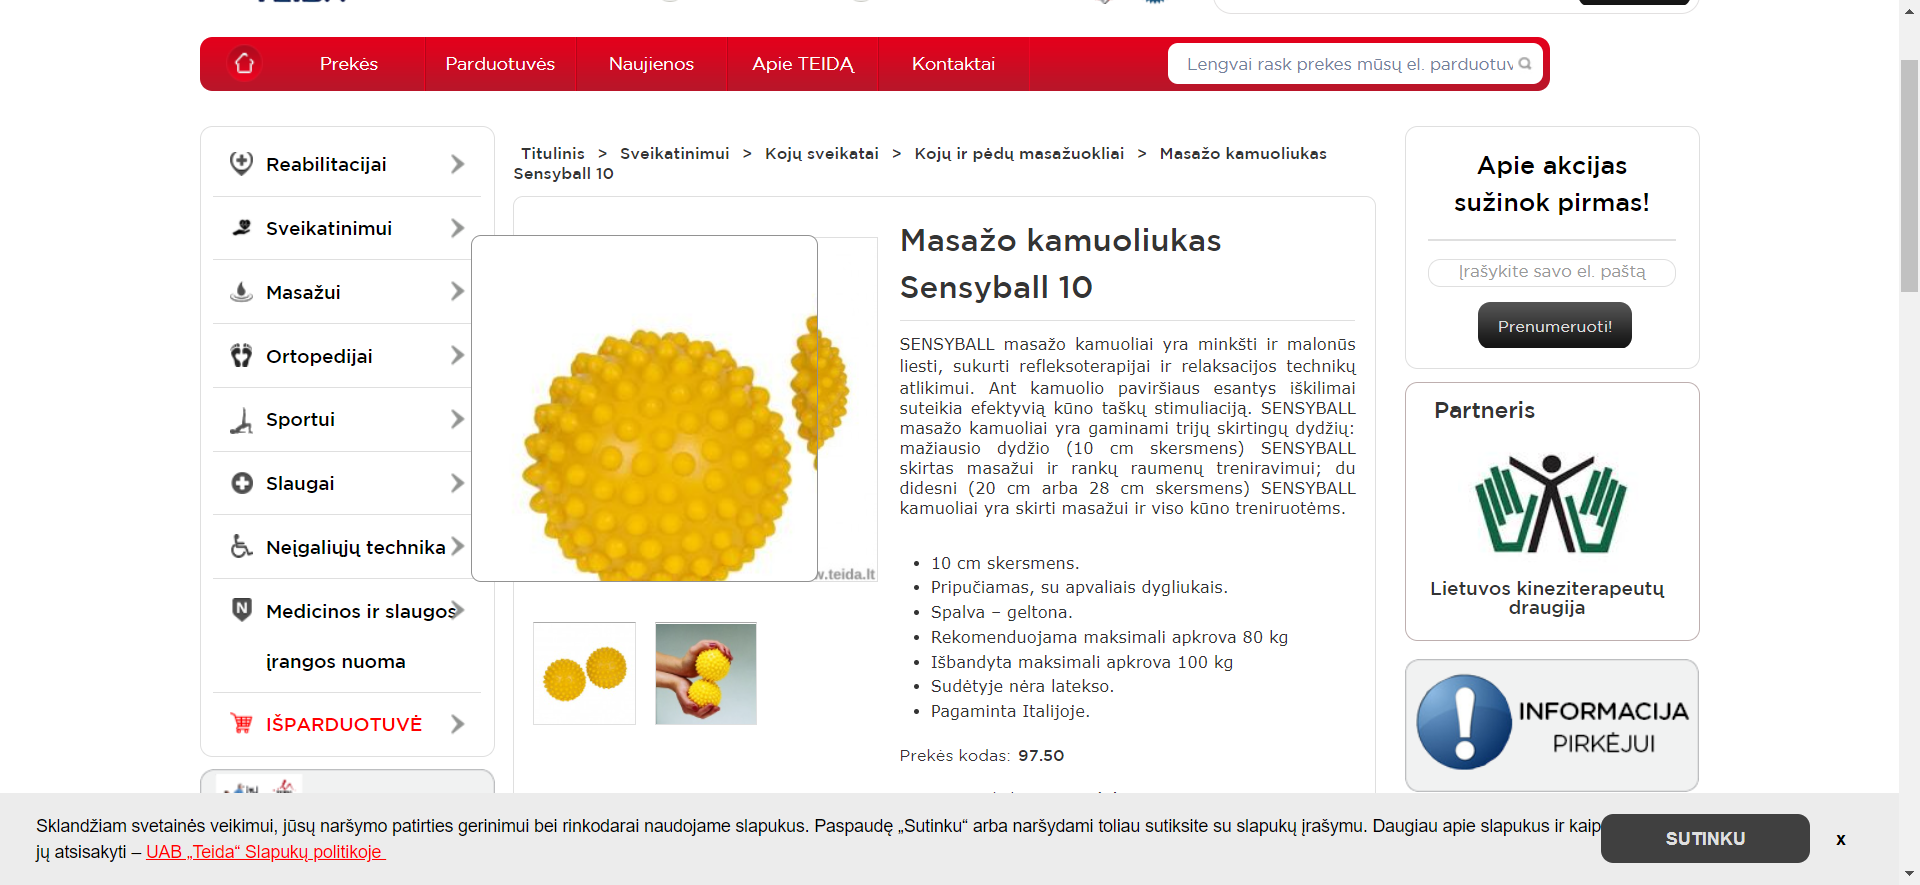 Prekės
Parduotuvės
Naujienos
Apie TEIDĄ
Kontaktai
Lengvai rask prekes mūsų el. parduotuv
Reabilitacijai
Sveikatinimui
Masažui
Ortopedijai
Sportui
Slaugai
Neįgaliųjų technika
Medicinos ir slaugos
įrangos nuoma
IŠPARDUOTUVĖ
Titulinis > Sveikatinimui > Kojų sveikatai > Kojų ir pėdų masažuokliai > Masažo kamuoliukas
Sensyball 10
w.teida.lt
Masažo kamuoliukas
Sensyball 10
SENSYBALL masažo kamuoliai yra minkšti ir malonūs
liesti, sukurti refleksoterapijai ir relaksacijos technikų
atlikimui. Ant kamuolio paviršiaus esantys iškilimai
suteikia efektyvią kūno taškų stimuliaciją. SENSYBALL
masažo kamuoliai yra gaminami trijų skirtingų dydžių:
mažiausio dydžio (10 cm skersmens) SENSYBALL
skirtas masažui ir rankų raumenų treniravimui; du
didesni (20 cm arba 28 cm skersmens) SENSYBALL
kamuoliai yra skirti masažui ir viso kūno treniruotėms.
• 10 cm skersmens.
• Pripučiamas, su apvaliais dygliukais.
• Spalva – geltona.
• Rekomenduojama maksimali apkrova 80 kg
• Išbandyta maksimali apkrova 100 kg
• Sudėtyje nėra latekso.
• Pagaminta Italijoje.
Prekės kodas: 97.50
Apie akcijas
sužinok pirmas!
Įrašykite savo el. paštą
Prenumeruoti!
Partneris
Lietuvos kineziterapeutų
draugija
INFORMACIJA
PIRKĖJUI
Sklandžiam svetainės veikimui, jūsų naršymo patirties gerinimui bei rinkodarai naudojame slapukus. Paspaudę „Sutinku“ arba naršydami toliau sutiksite su slapukų įrašymu. Daugiau apie slapukus ir kaip
jų atsisakyti – UAB „Teida“ Slapukų politikoje
SUTINKU
x